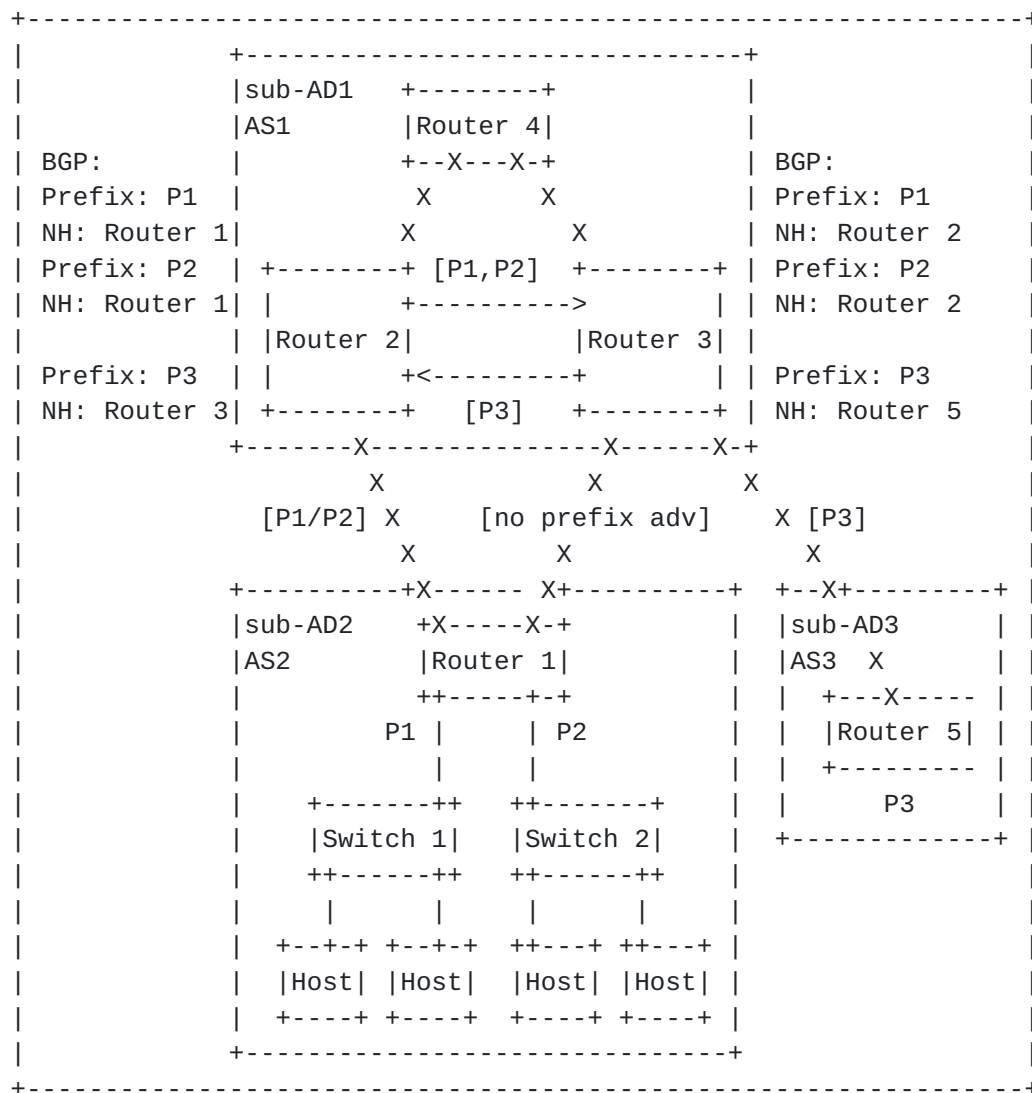 sub-AD1
AS1 Router 4
BGP: BGP:
Prefix: P1 Prefix: P1
NH: Router 1 NH: Router 2
Prefix: P2 [P1,P2] Prefix: P2
NH: Router 1 NH: Router 2
Router 2 Router 3
Prefix: P3 Prefix: P3
NH: Router 3 [P3] NH: Router 5
[P1/P2] [no prefix adv] [P3]
sub-AD2 sub-AD3
AS2 Router 1 AS3
P1 P2 Router 5
P3
Switch 1 Switch 2
Host Host Host Host